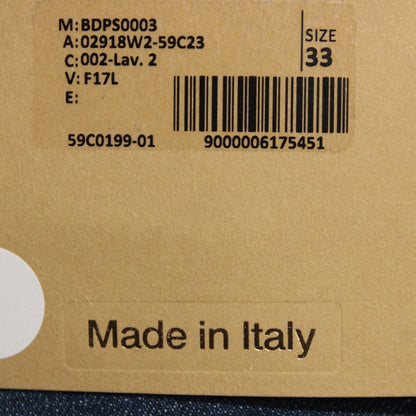 M:BDPS0003
A:02918W2-59C23
C:002-Lav. 2
V:F17L
E:
SIZE
33
59C0199-01
9000006175451
Made in Italy